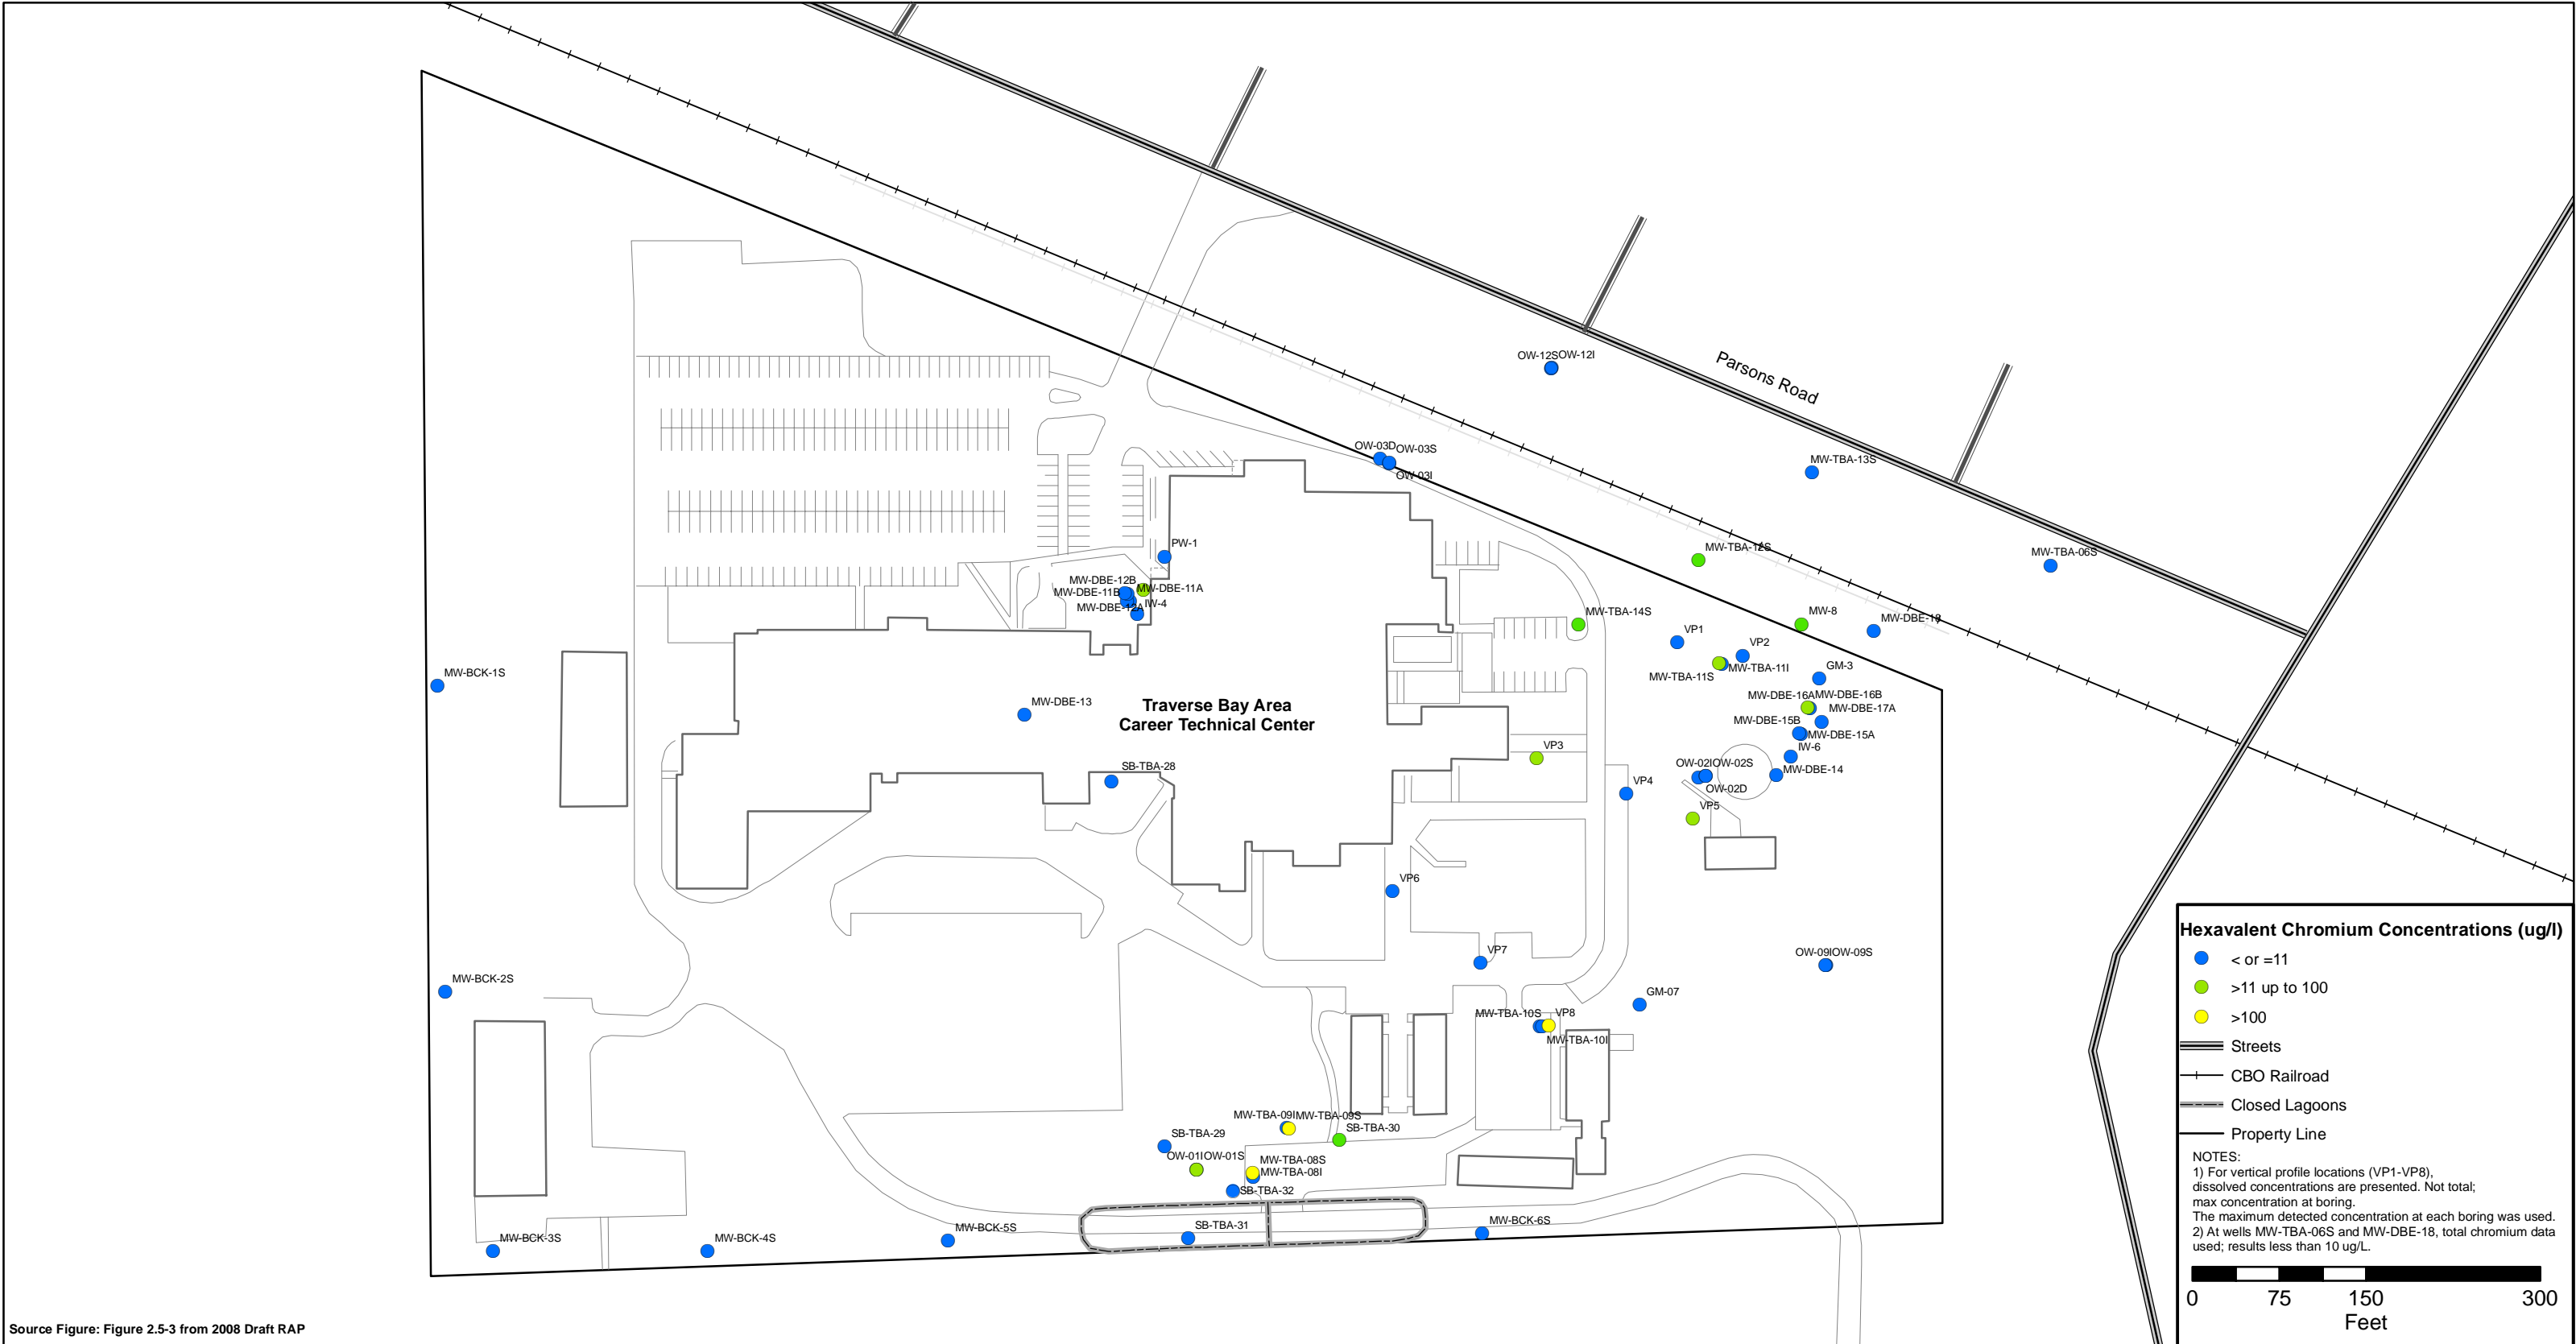 Parsons Road
OW-12SOW-12I
OW-03D
OW-03S
OW-03I
MW-TBA-13S
MW-TBA-12S
MW-TBA-06S
PW-1
MW-DBE-12B
MW-DBE-11A
MW-DBE-11B
MW-DBE-12A
IW-4
MW-TBA-14S
MW-8
MW-DBE-18
VP1
VP2
MW-TBA-11I
MW-TBA-11S
GM-3
MW-BCK-1S
MW-DBE-16AMW-DBE-16B
MW-DBE-13
Traverse Bay Area
Career Technical Center
MW-DBE-17A
MW-DBE-15B
MW-DBE-15A
VP3
IW-6
SB-TBA-28
OW-02IOW-02S
MW-DBE-14
VP4
OW-02D
VP5
VP6
VP7
OW-09IOW-09S
MW-BCK-2S
GM-07
MW-TBA-10S
VP8
MW-TBA-10I
MW-TBA-09IMW-TBA-09S
SB-TBA-30
SB-TBA-29
OW-01IOW-01S
MW-TBA-08S
MW-TBA-08I
SB-TBA-32
MW-BCK-3S
MW-BCK-4S
MW-BCK-5S
SB-TBA-31
MW-BCK-6S
Hexavalent Chromium Concentrations (ug/l)
< or =11
>11 up to 100
>100
Streets
CBO Railroad
Closed Lagoons
Property Line
NOTES:
1) For vertical profile locations (VP1-VP8),
dissolved concentrations are presented. Not total;
max concentration at boring.
The maximum detected concentration at each boring was used.
2) At wells MW-TBA-06S and MW-DBE-18, total chromium data
used; results less than 10 ug/L.
0 75 150 300
Feet
Source Figure: Figure 2.5-3 from 2008 Draft RAP